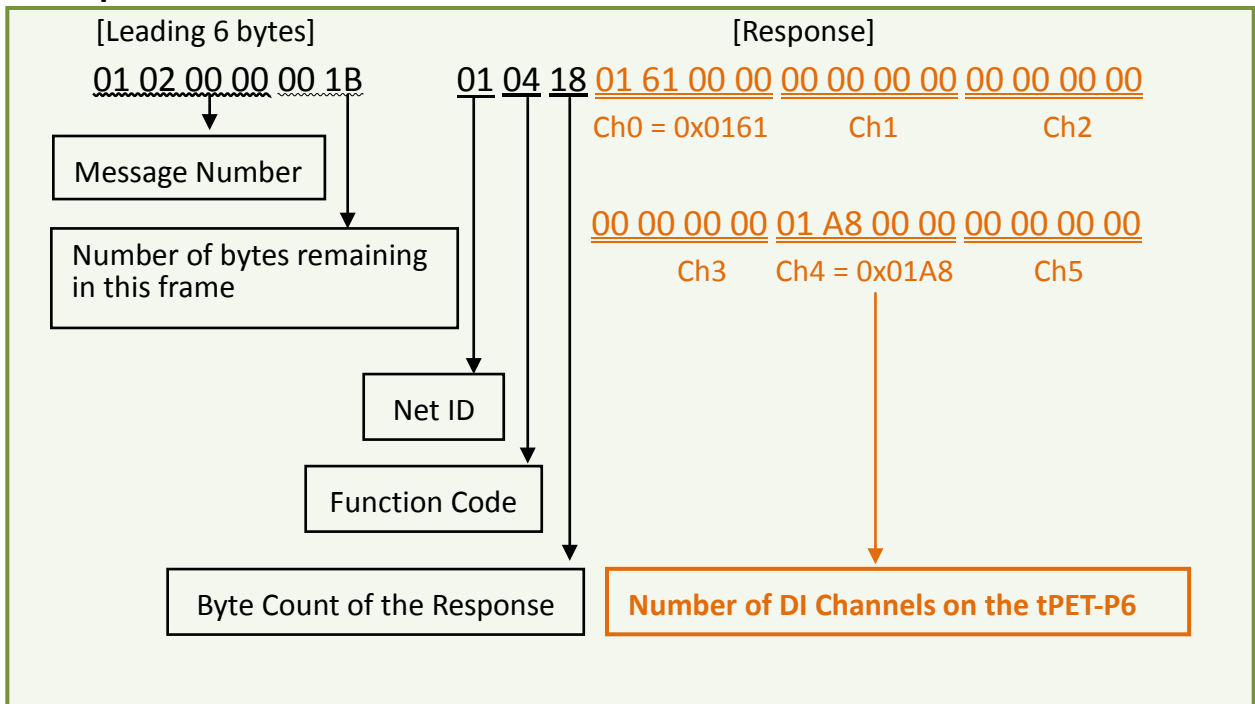 [Leading 6 bytes] [Response]
01 02 00 00 00 1B 01 04 18 01 61 00 00 00 00 00 00 00 00 00 00
Ch0 = 0x0161 Ch1 Ch2
Message Number
00 00 00 00 01 A8 00 00 00 00 00 00
Number of bytes remaining
in this frame
Ch3 Ch4 = 0x01A8 Ch5
Net ID
Function Code
Byte Count of the Response
Number of DI Channels on the tPET-P6